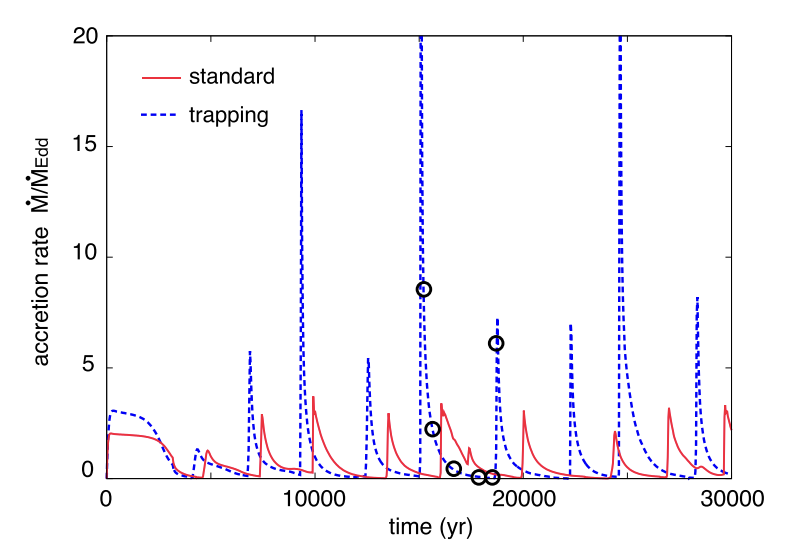 20
standard
trapping
15
10
5
0
accretion rate Ṁ/ṀEdd
0 10000 20000 30000
time (yr)